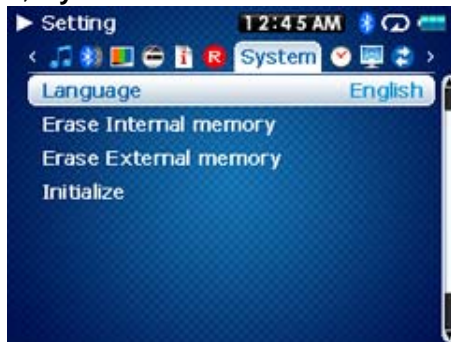 Setting 12:45 AM
System
Language English
Erase Internal memory
Erase External memory
Initialize